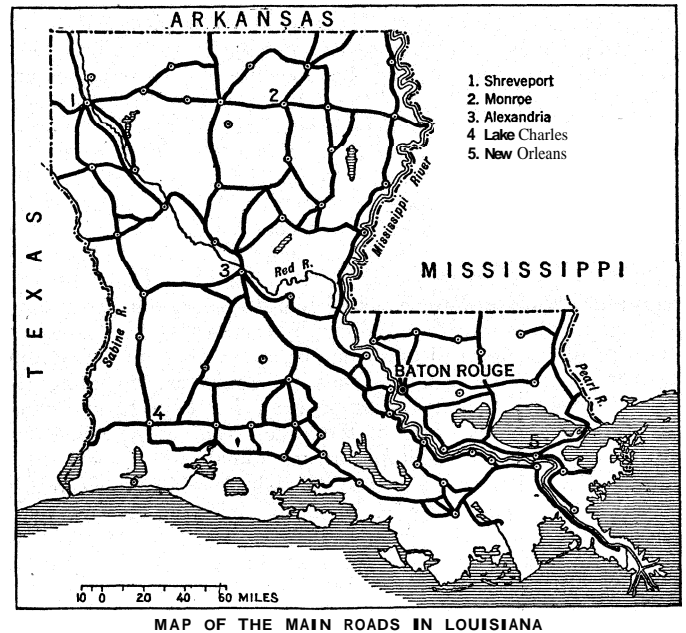 ARKANSAS
1. Shreveport
2. Monroe
3. Alexandria
4 Lake Charles
5. New Orleans
1
2
TEXAS
Mississippi River
MISSISSIPPI
3
Red R.
Sabine R.
BATON ROUGE
Pearl R.
4
5
10 0 20 40 60 MILES
MAP OF THE MAIN ROADS IN LOUISIANA